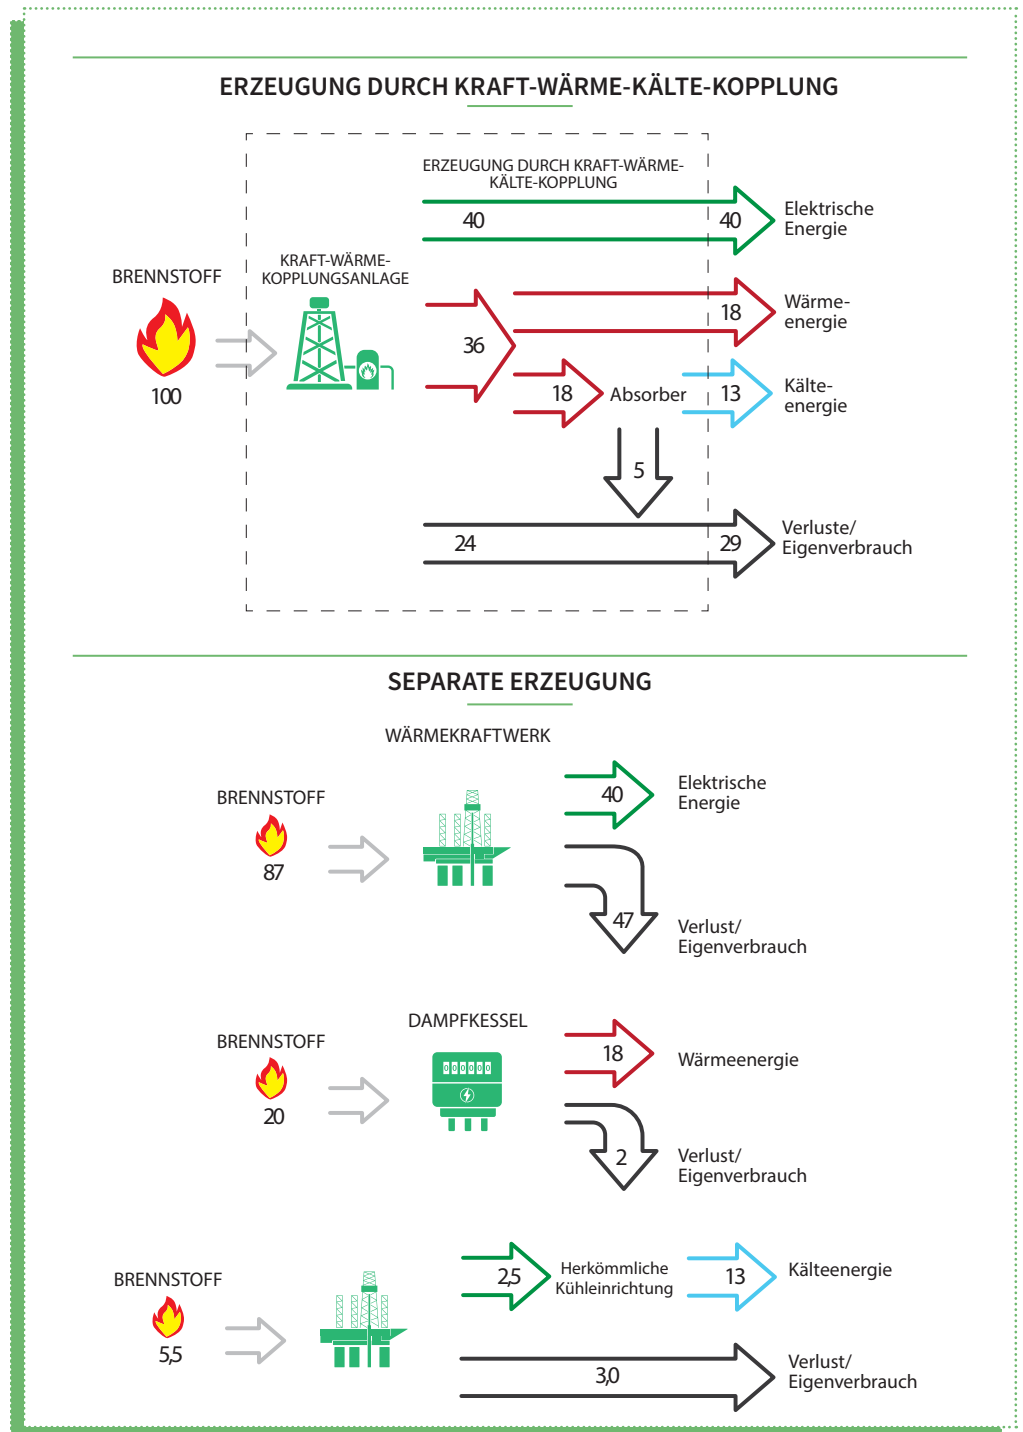 ERZEUGUNG DURCH KRAFT-WÄRME-KÄLTE-KOPPLUNG
ERZEUGUNG DURCH KRAFT-WÄRME-
KÄLTE-KOPPLUNG
40
40
Elektrische
Energie
BRENNSTOFF
100
KRAFT-WÄRME-
KOPPLUNGSANLAGE
36
18
Wärme-
energie
18
Absorber
13
Kälte-
energie
5
24
29
Verluste/
Eigenverbrauch
SEPARATE ERZEUGUNG
WÄRMEKRAFTWERK
BRENNSTOFF
87
40
Elektrische
Energie
47
Verlust/
Eigenverbrauch
DAMPFKESSEL
BRENNSTOFF
20
000000
18
Wärmeenergie
2
Verlust/
Eigenverbrauch
BRENNSTOFF
5,5
2,5
Herkömmliche
Kühleinrichtung
13
Kälteenergie
3,0
Verlust/
Eigenverbrauch